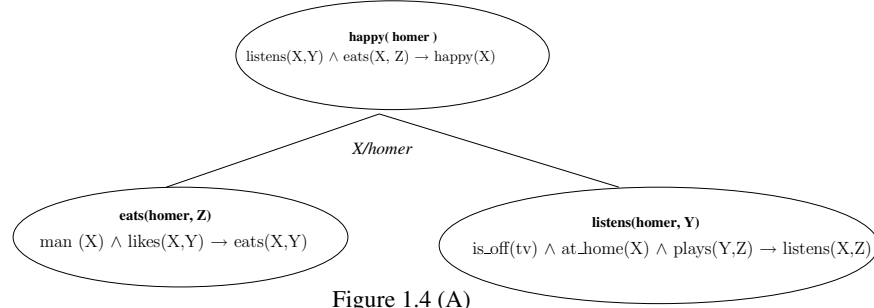 happy( homer )
listens(X,Y) ∧ eats(X, Z) → happy(X)
X/homer
eats(homer, Z)
man (X) ∧ likes(X,Y) → eats(X,Y)
listens(homer, Y)
is_off(tv) ∧ at_home(X) ∧ plays(Y,Z) → listens(X,Z)
Figure 1.4 (A)